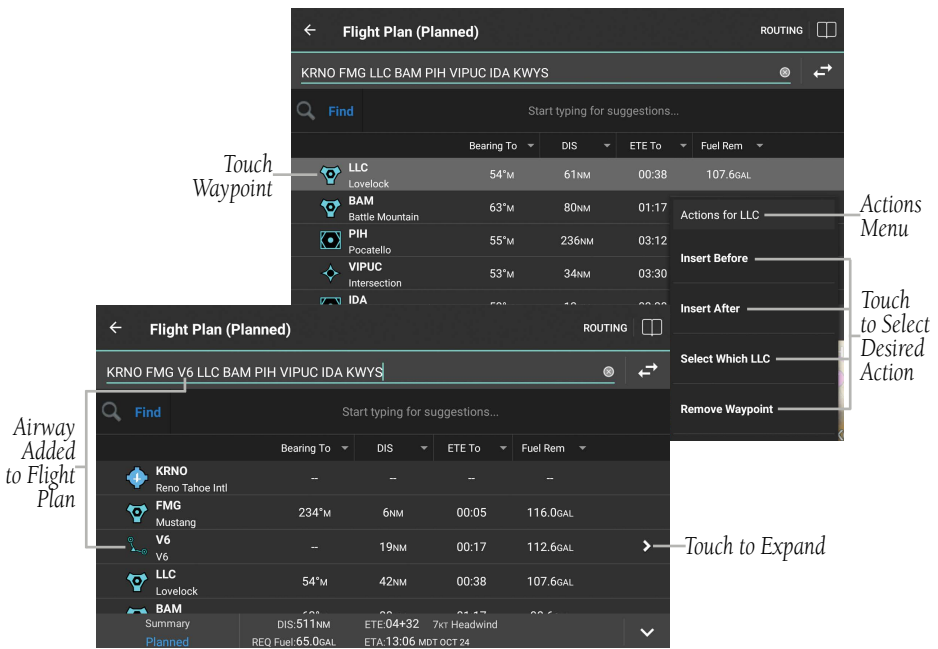 Flight Plan (Planned) ROUTING
KRNO FMG LLC BAM PIH VIPUC IDA KWYS
Find Start typing for suggestions...
Bearing To DIS ETE To Fuel Rem
LLC
Lovelock
54°M 61NM 00:38 107.6GAL
BAM
Battle Mountain
63°M 80NM 01:17
PIH
Pocatello
55°M 236NM 03:12
VIPUC
Intersection
53°M 34NM 03:30
IDA
Touch
Waypoint
Actions for LLC
Insert Before
Insert After
Select Which LLC
Remove Waypoint
Actions
Menu
Touch
to Select
Desired
Action
Flight Plan (Planned) ROUTING
KRNO FMG V6 LLC BAM PIH VIPUC IDA KWYS
Find Start typing for suggestions...
Bearing To DIS ETE To Fuel Rem
KRNO
Reno Tahoe Intl
-- -- -- --
FMG
Mustang
234°M 6NM 00:05 116.0GAL
V6
V6
-- 19NM 00:17 112.6GAL
LLC
Lovelock
54°M 42NM 00:38 107.6GAL
BAM
Summary
Planned
DIS:511NM ETE:04+32 7KT Headwind
REQ Fuel:65.0GAL ETA:13:06 MDT OCT 24
Airway
Added
to Flight
Plan
Touch to Expand